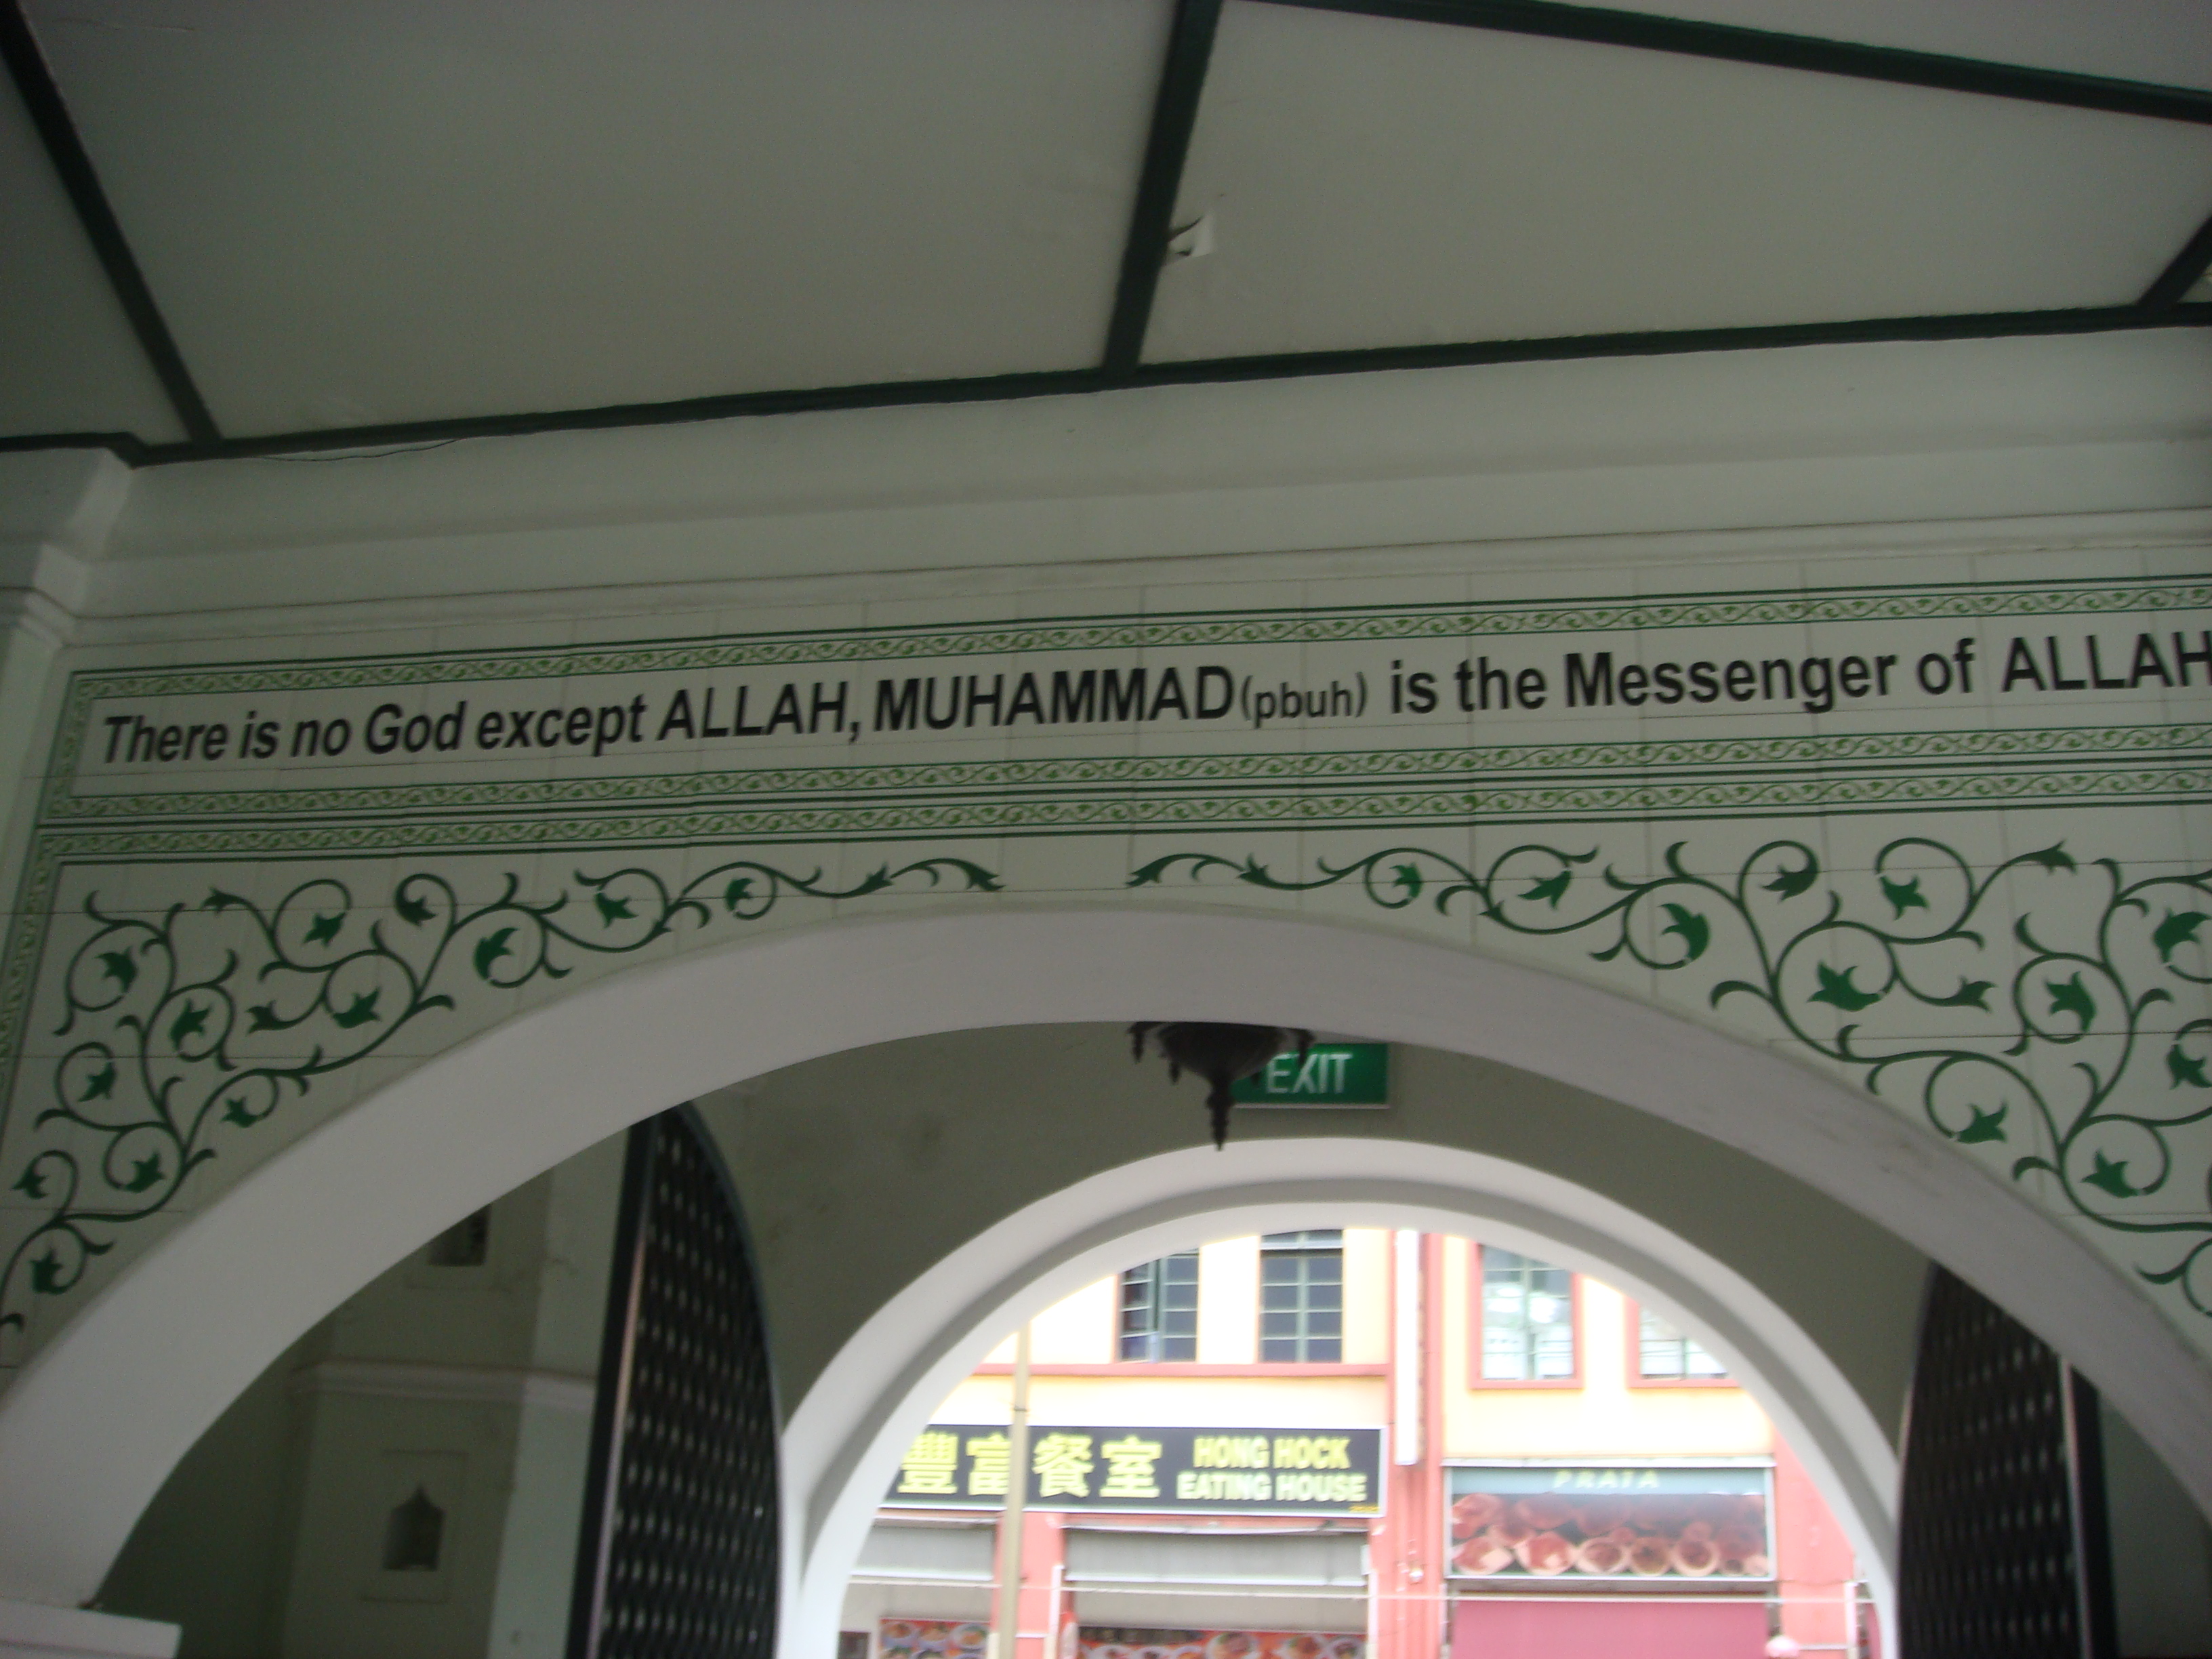 There is no God except ALLAH, MUHAMMAD (pbuh) is the Messenger of ALLAH
EXIT
豐富餐室
HONG HOCK
EATING HOUSE
PRATA